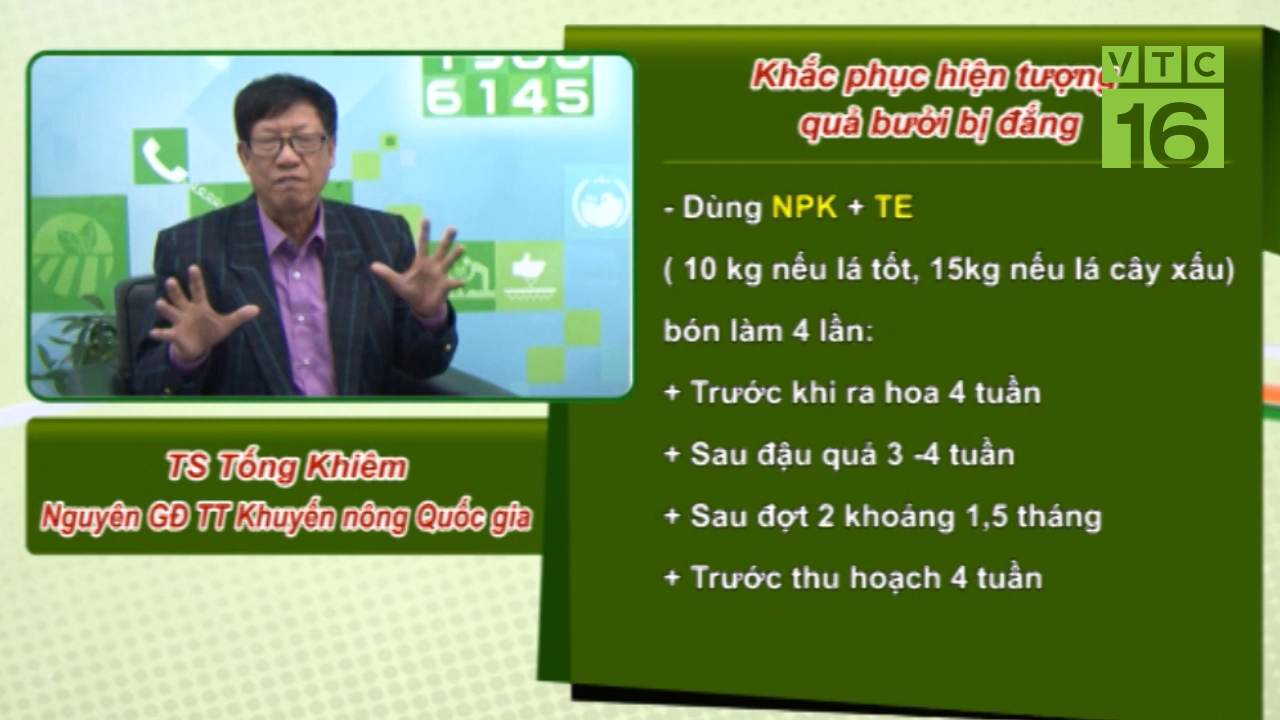 6145
VTC
16
Khắc phục hiện tượng
quả bưởi bị đắng
- Dùng NPK + TE
( 10 kg nếu lá tốt, 15kg nếu lá cây xấu)
bón làm 4 lần:
+ Trước khi ra hoa 4 tuần
+ Sau đậu quả 3 -4 tuần
+ Sau đợt 2 khoảng 1,5 tháng
+ Trước thu hoạch 4 tuần
TS Tống Khiêm
Nguyên GĐ TT Khuyến nông Quốc gia